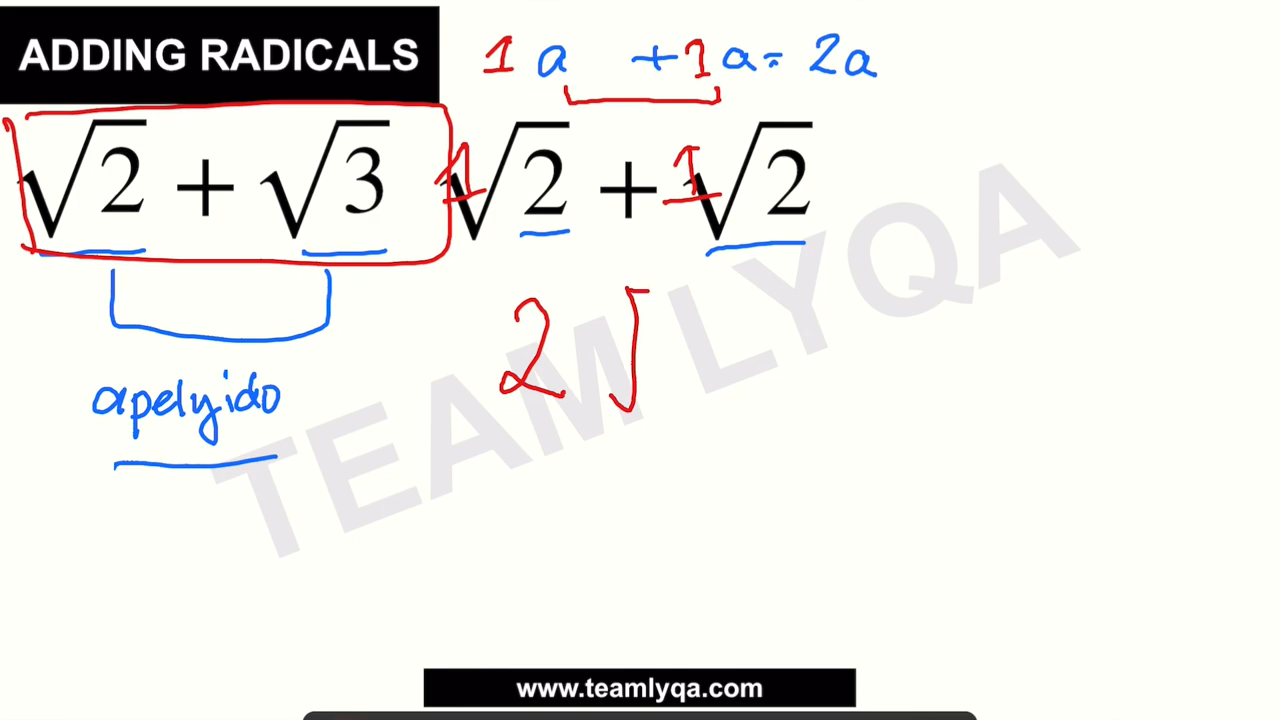 ADDING RADICALS
1a + 1a = 2a
√2 + √3
1√2 + 1√2
2√
apelyido
TEAM LYQA
www.teamlyqa.com